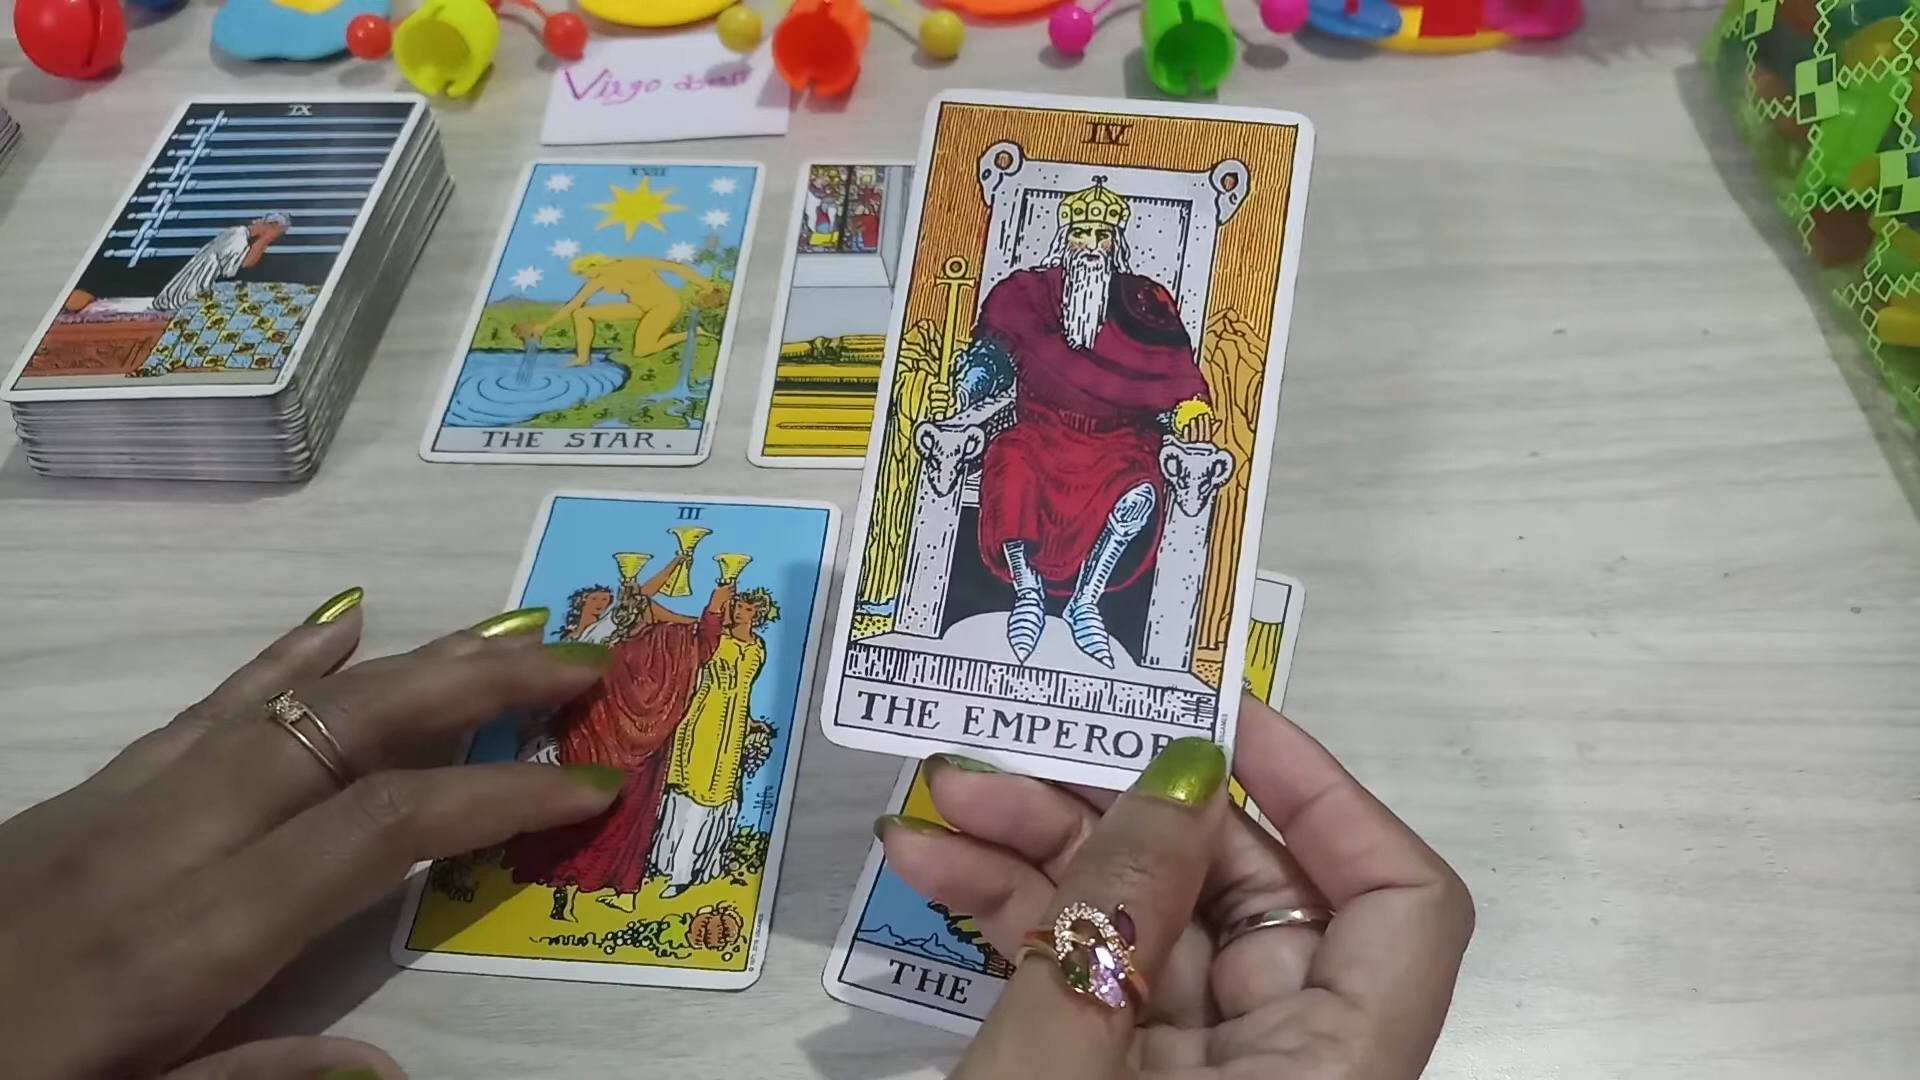 Virgo
IX
XVII
THE STAR.
IV
THE EMPEROR
III
THE